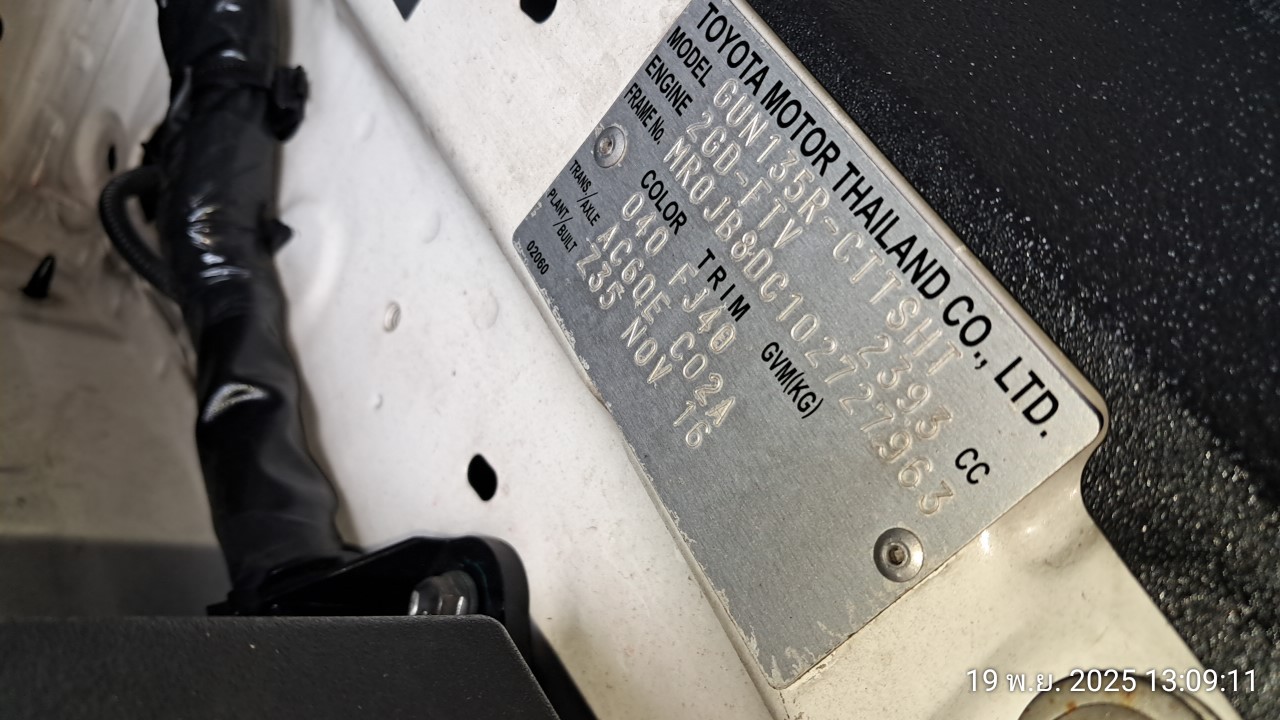 TOYOTA MOTOR THAILAND CO., LTD.
MODEL GUN135R-CTTSHT
ENGINE 2GD-FTV 2393 CC
FRAME No. MR0JB8DC102727963
COLOR TRIM GVM(KG)
040 FJ40
TRANS/AXLE AC60E C02A
PLANT/BUILT Z35 NOV 16
02060
19 พ.ย. 2025 13:09:11